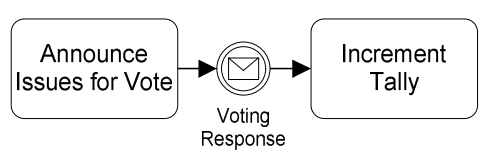 Announce
Issues for Vote
Voting
Response
Increment
Tally